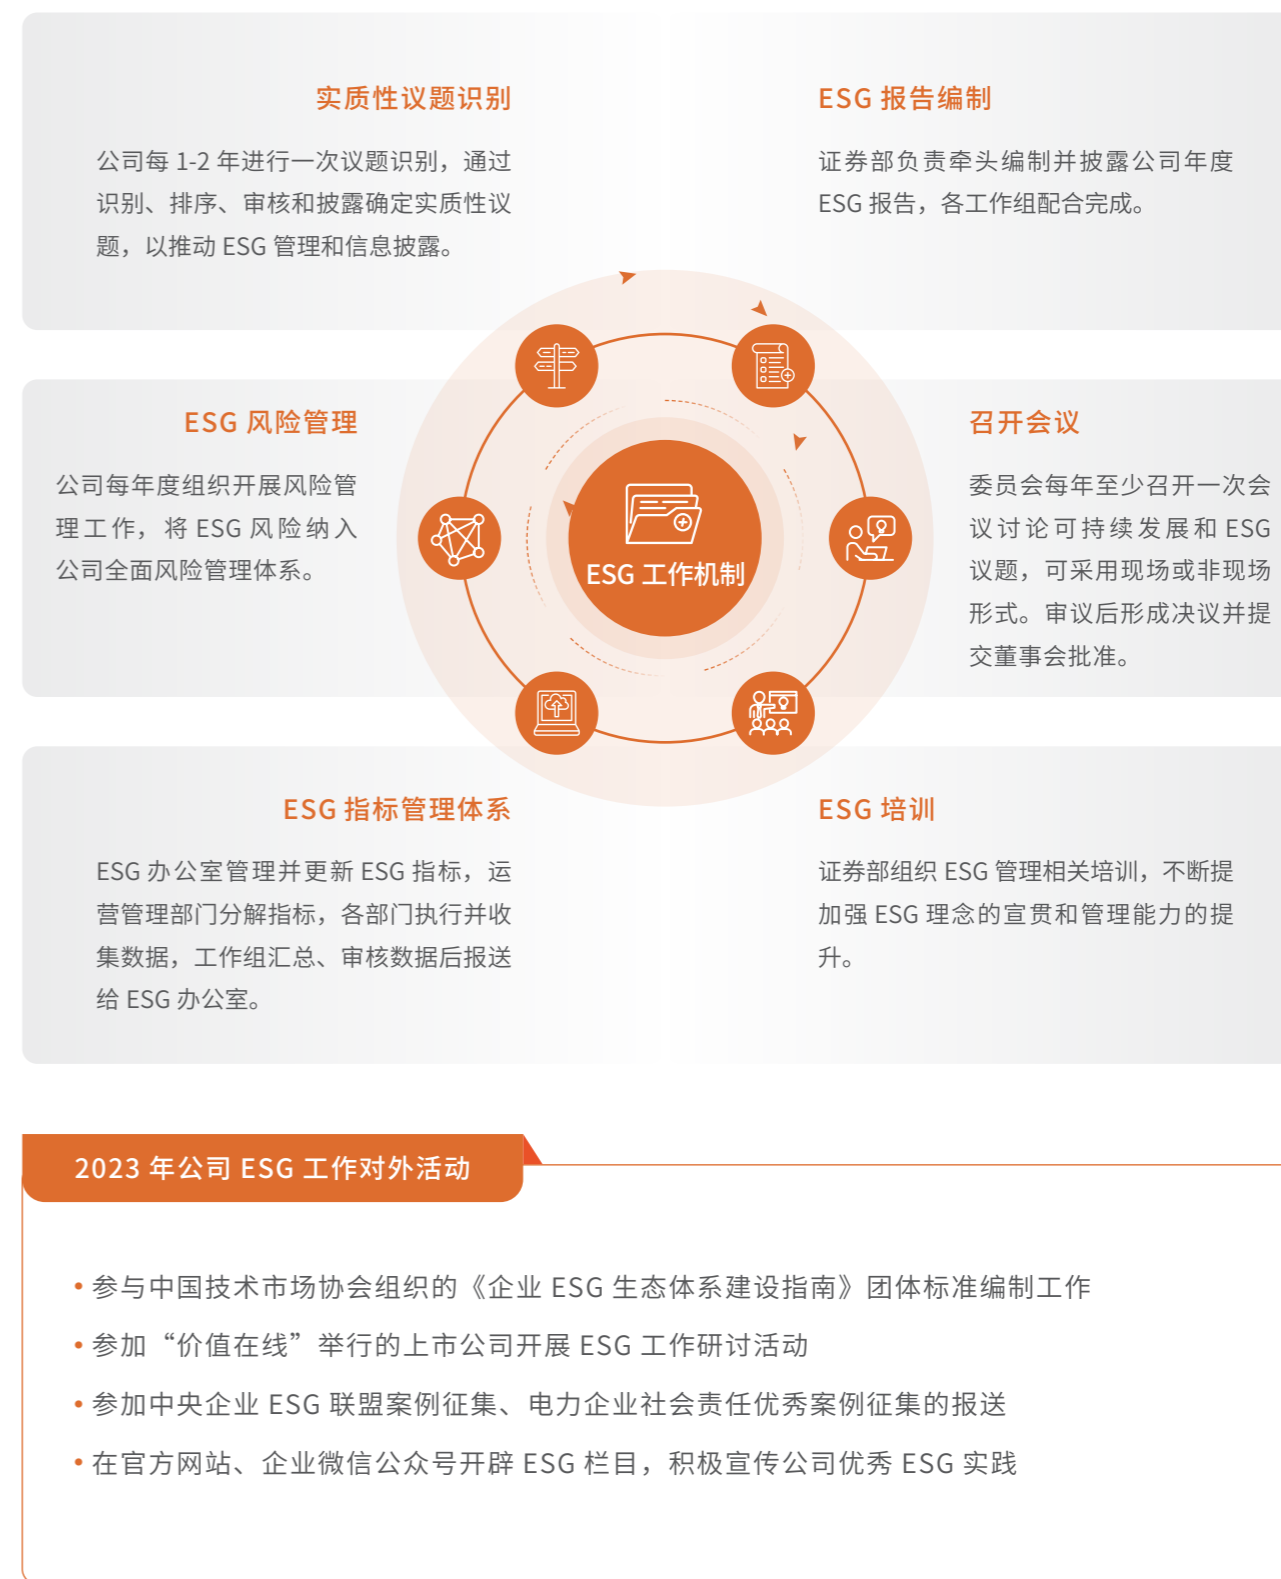 实质性议题识别
公司每 1-2 年进行一次议题识别，通过
识别、排序、审核和披露确定实质性议
题，以推动 ESG 管理和信息披露。
ESG 报告编制
证券部负责牵头编制并披露公司年度
ESG 报告，各工作组配合完成。
ESG 风险管理
公司每年度组织开展风险管
理工作，将 ESG 风险纳入
公司全面风险管理体系。
ESG 工作机制
召开会议
委员会每年至少召开一次会
议讨论可持续发展和 ESG
议题，可采用现场或非现场
形式。审议后形成决议并提
交董事会批准。
ESG 指标管理体系
ESG 办公室管理并更新 ESG 指标，运
营管理部门分解指标，各部门执行并收
集数据，工作组汇总、审核数据后报送
给 ESG 办公室。
ESG 培训
证券部组织 ESG 管理相关培训，不断提
加强 ESG 理念的宣贯和管理能力的提
升。
2023 年公司 ESG 工作对外活动
• 参与中国技术市场协会组织的《企业 ESG 生态体系建设指南》团体标准编制工作
• 参加“价值在线”举行的上市公司开展 ESG 工作研讨活动
• 参加中央企业 ESG 联盟案例征集、电力企业社会责任优秀案例征集的报送
• 在官方网站、企业微信公众号开辟 ESG 栏目，积极宣传公司优秀 ESG 实践